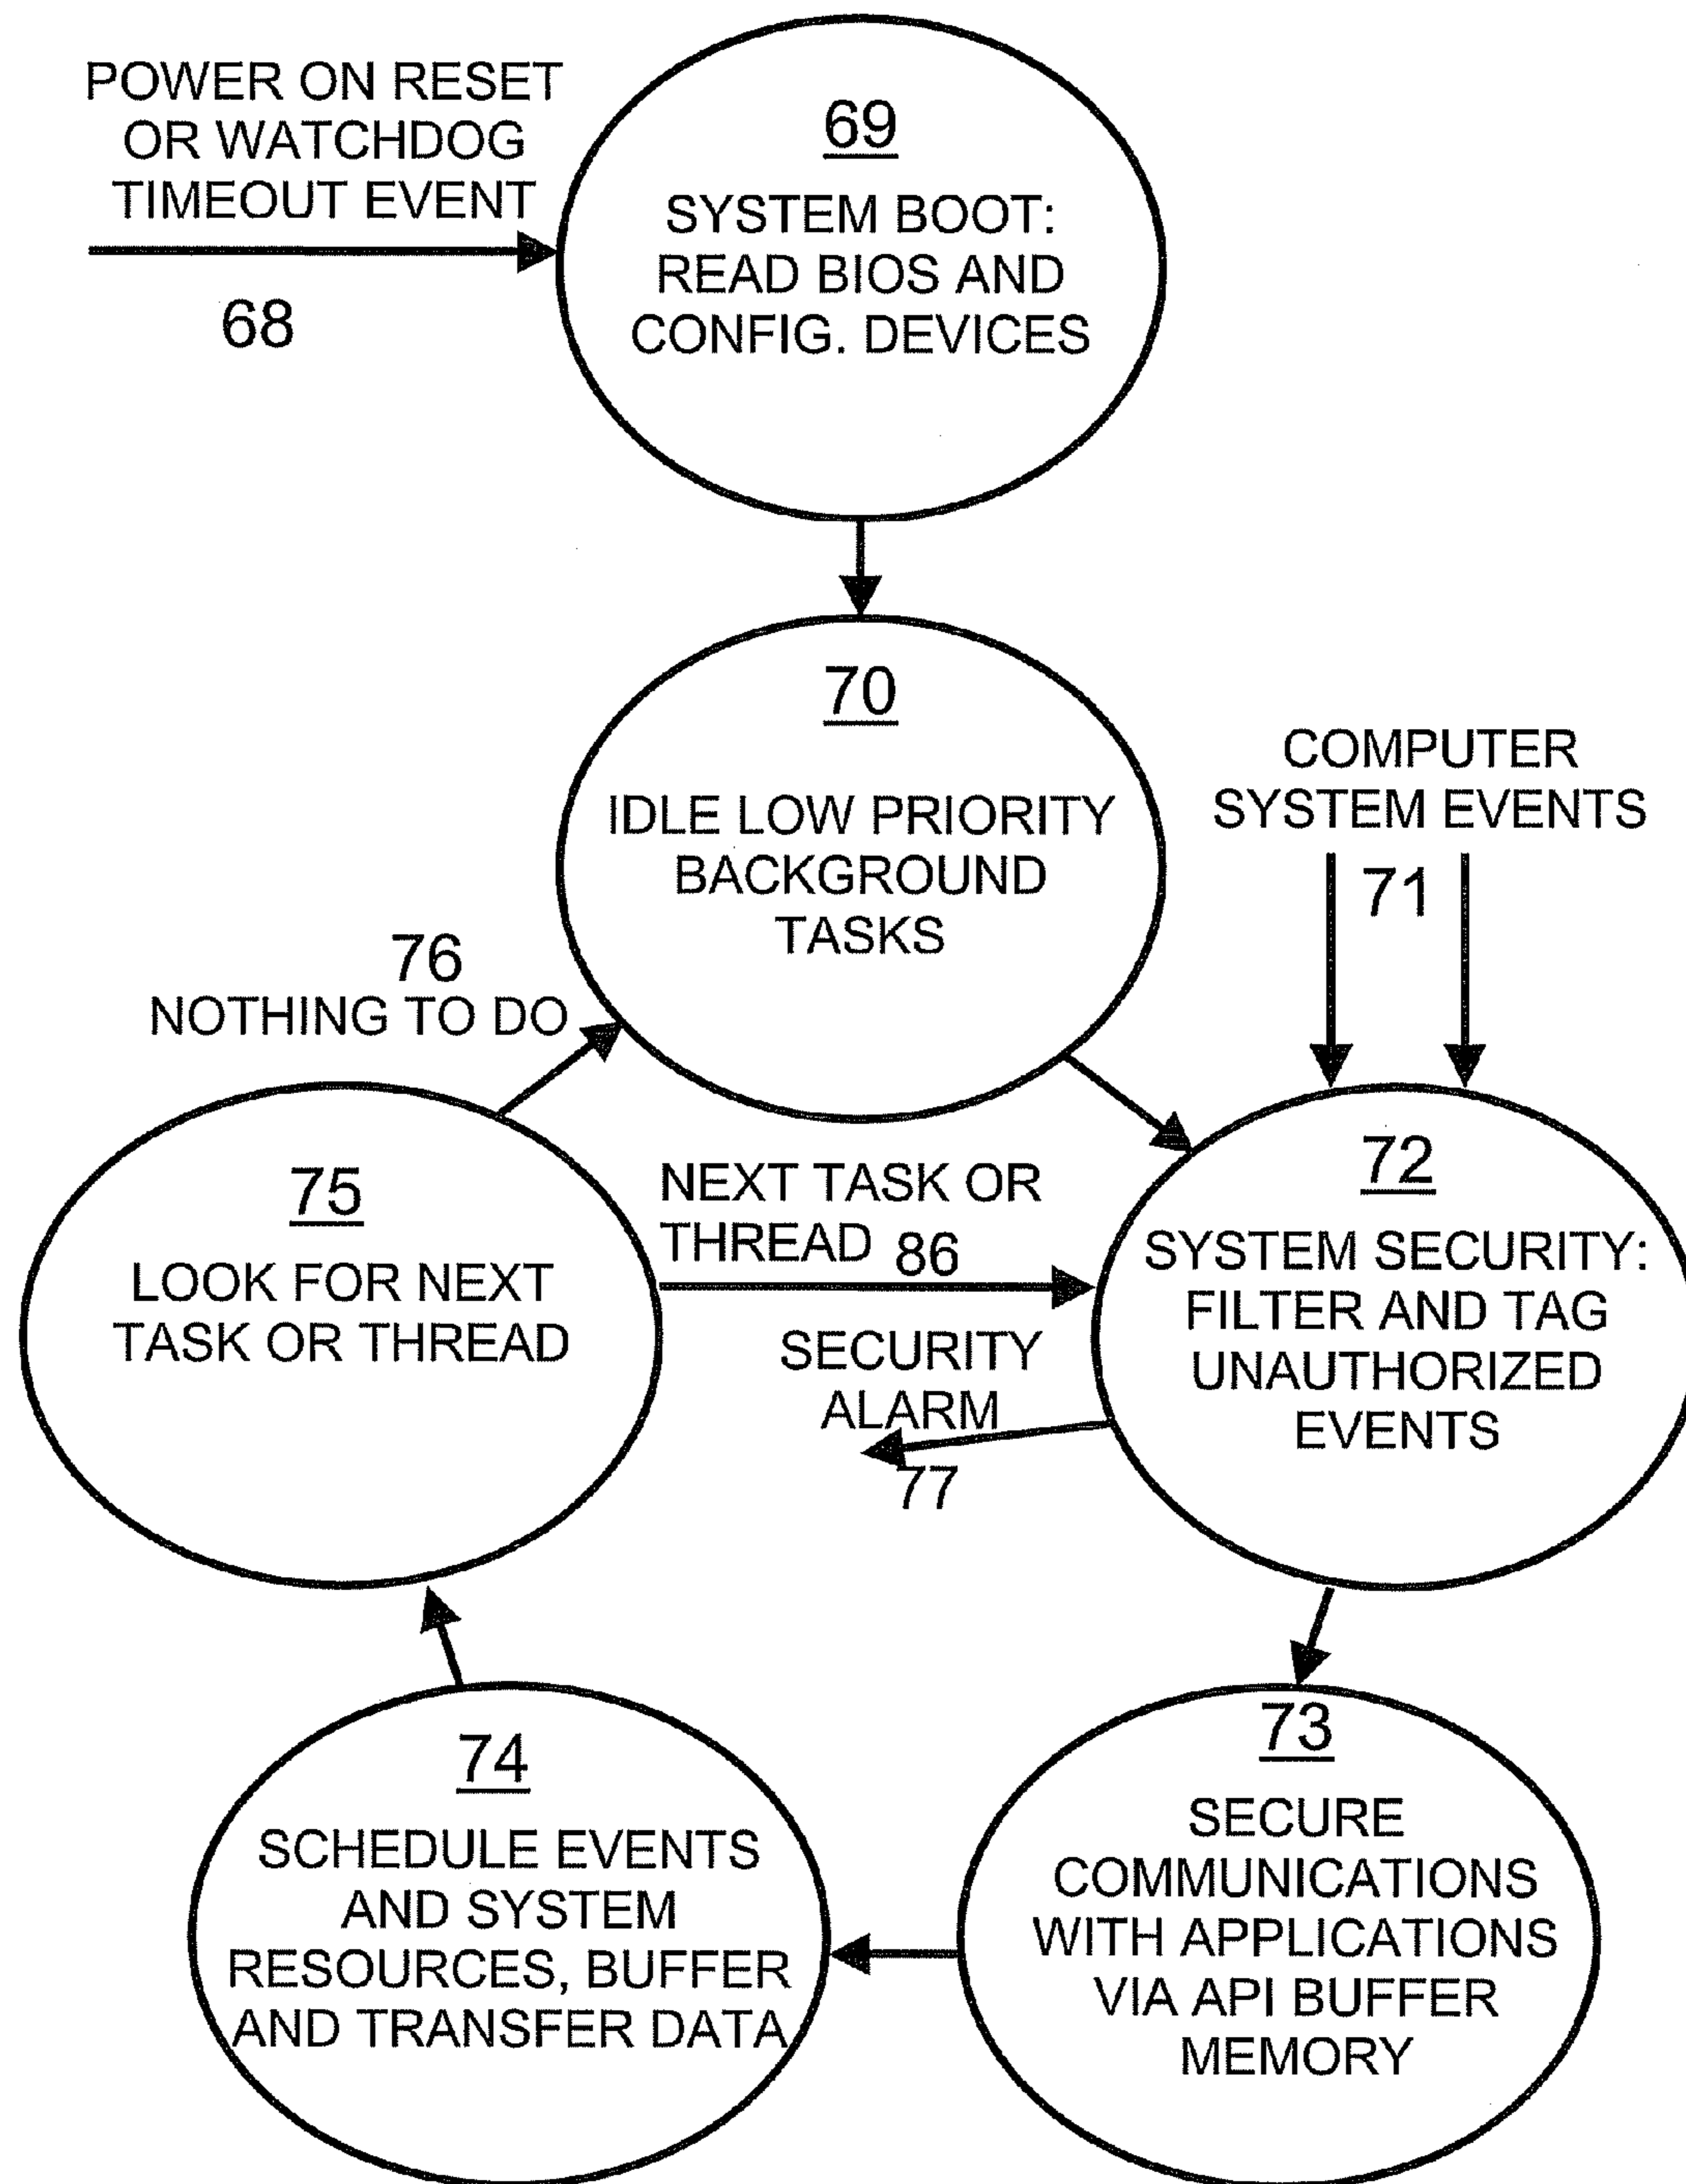 POWER ON RESET
OR WATCHDOG
TIMEOUT EVENT
68
69
SYSTEM BOOT:
READ BIOS AND
CONFIG. DEVICES
70
IDLE LOW PRIORITY
BACKGROUND
TASKS
COMPUTER
SYSTEM EVENTS
71
76
NOTHING TO DO
75
LOOK FOR NEXT
TASK OR THREAD
NEXT TASK OR
THREAD 86
SECURITY
ALARM
77
72
SYSTEM SECURITY:
FILTER AND TAG
UNAUTHORIZED
EVENTS
74
SCHEDULE EVENTS
AND SYSTEM
RESOURCES, BUFFER
AND TRANSFER DATA
73
SECURE
COMMUNICATIONS
WITH APPLICATIONS
VIA API BUFFER
MEMORY